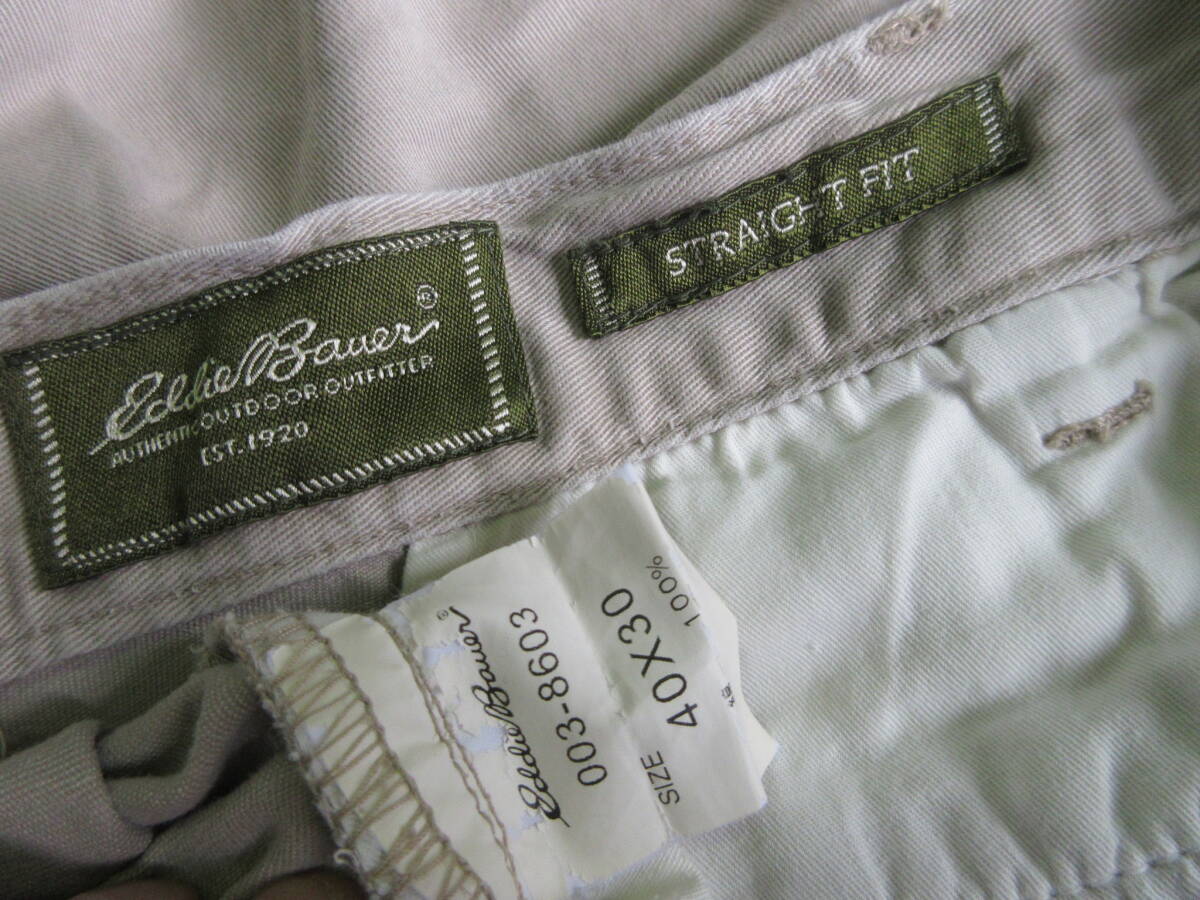 Eddie Bauer®
AUTHENTIC OUTDOOR OUTFITTER
EST. 1920
STRAIGHT FIT
Eddie Bauer®
003-8603
SIZE 40X30
100%